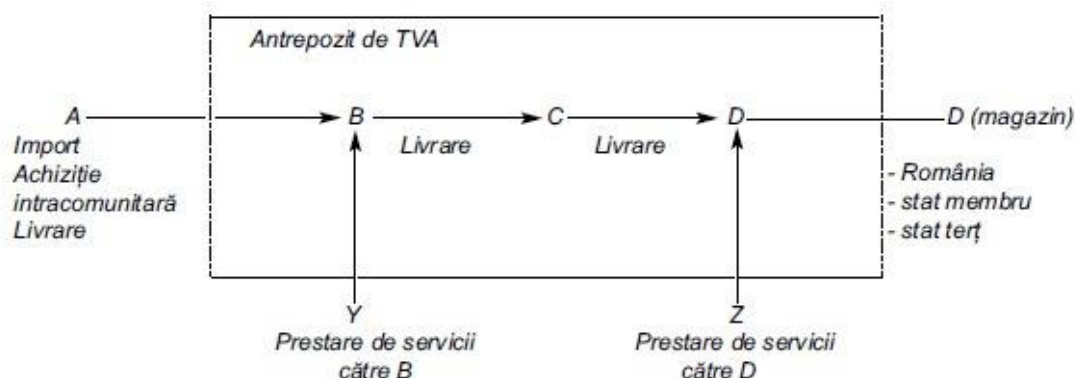 Antrepozit de TVA
A
B
C
D
D (magazin)
Import
Achiziție
intracomunitară
Livrare
Livrare
Livrare
- România
- stat membru
- stat terț
Y
Prestare de servicii
către B
Z
Prestare de servicii
către D